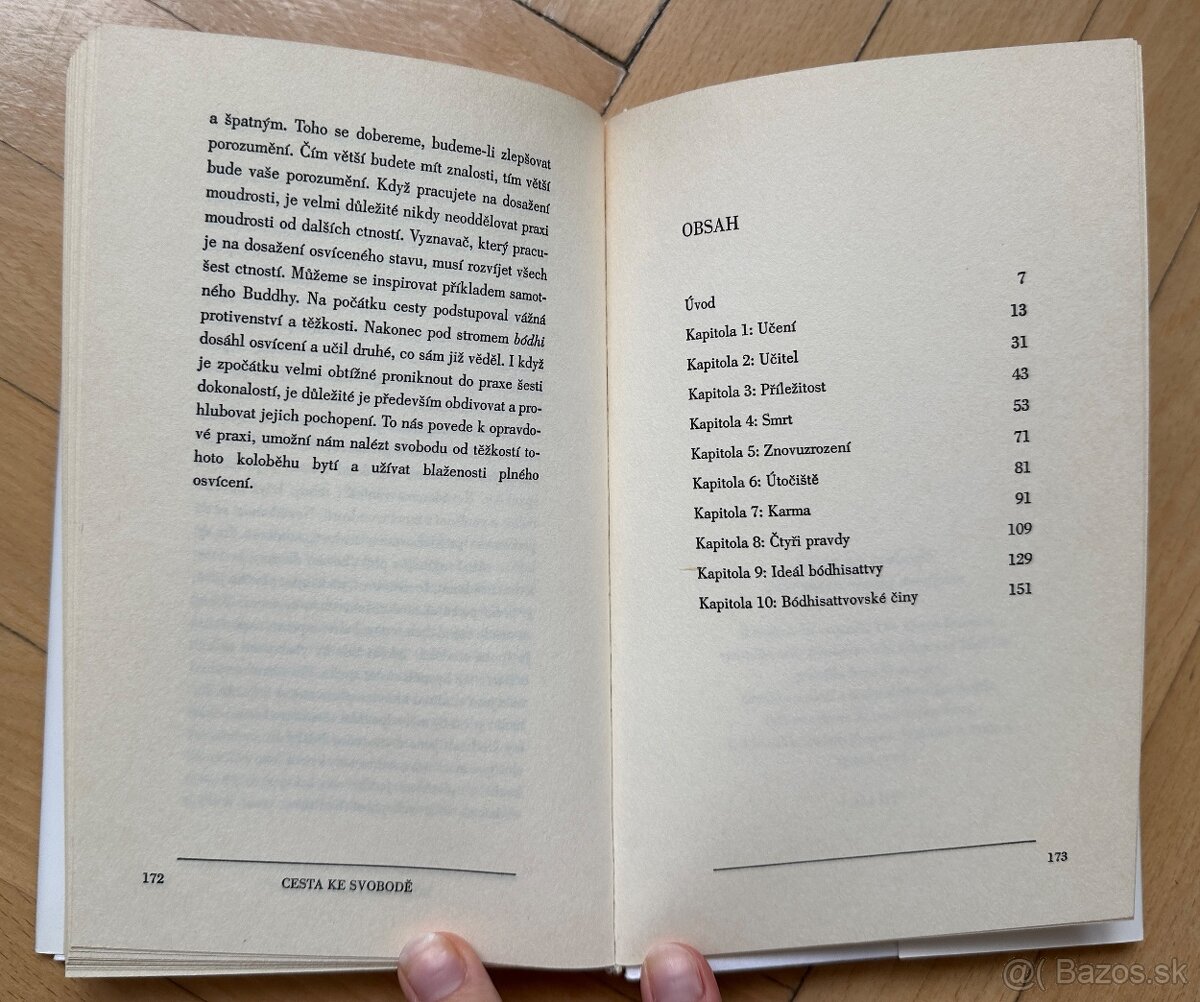 a špatným. Toho se dobereme, budeme-li zlepšovat
porozumění. Čím větší budete mít znalosti, tím větší
bude vaše porozumění. Když pracujete na dosažení
moudrosti, je velmi důležité nikdy neoddělovat praxi
moudrosti od dalších ctností. Vyznavač, který pracu-
je na dosažení osvíceného stavu, musí rozvíjet všech
šest ctností. Můžeme se inspirovat příkladem samot-
ného Buddhy. Na počátku cesty podstupoval vážná
protivenství a těžkosti. Nakonec pod stromem bódhi
dosáhl osvícení a učil druhé, co sám již věděl. I když
je zpočátku velmi obtížné proniknout do praxe šesti
dokonalostí, je důležité je především obdivovat a pro-
hlubovat jejich pochopení. To nás povede k opravdo-
vé praxi, umožní nám nalézt svobodu od těžkostí to-
hoto koloběhu bytí a užívat blaženosti plného
osvícení.
172
CESTA KE SVOBODĚ
OBSAH
Úvod 7
Kapitola 1: Učení 13
Kapitola 2: Učitel 31
Kapitola 3: Příležitost 43
Kapitola 4: Smrt 53
Kapitola 5: Znovuzrození 71
Kapitola 6: Útočiště 81
Kapitola 7: Karma 91
Kapitola 8: Čtyři pravdy 109
Kapitola 9: Ideál bódhisattvy 129
Kapitola 10: Bódhisattvovské činy 151
173
@( Bazos.sk